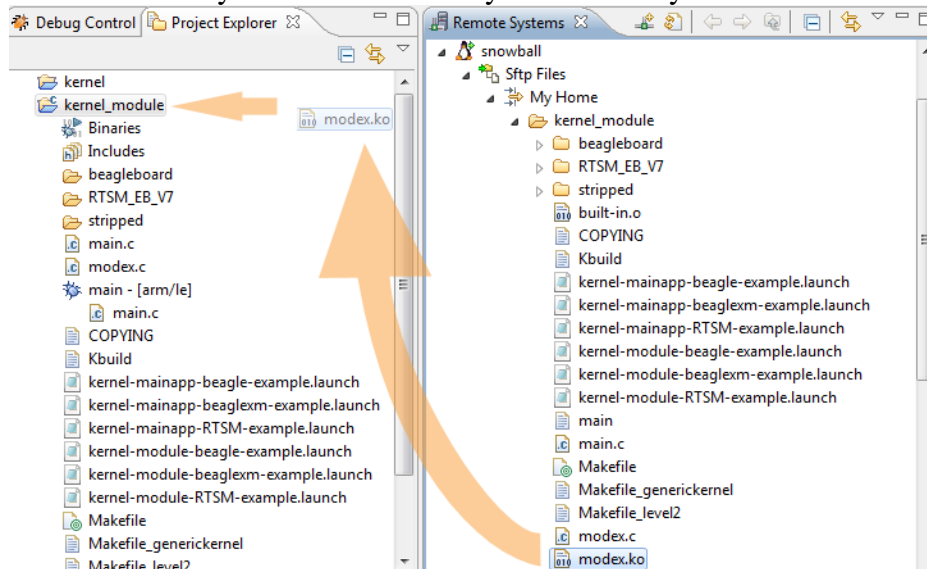 Debug Control Project Explorer
kernel
kernel_module
modex.ko
Binaries
Includes
beagleboard
RTSM_EB_V7
stripped
main.c
modex.c
main - [arm/le]
main.c
COPYING
Kbuild
kernel-mainapp-beagle-example.launch
kernel-mainapp-beaglexm-example.launch
kernel-mainapp-RTSM-example.launch
kernel-module-beagle-example.launch
kernel-module-beaglexm-example.launch
kernel-module-RTSM-example.launch
Makefile
Makefile_generickernel
Makefile_level2
Remote Systems
snowball
Sftp Files
My Home
kernel_module
beagleboard
RTSM_EB_V7
stripped
built-in.o
COPYING
Kbuild
kernel-mainapp-beagle-example.launch
kernel-mainapp-beaglexm-example.launch
kernel-mainapp-RTSM-example.launch
kernel-module-beagle-example.launch
kernel-module-beaglexm-example.launch
kernel-module-RTSM-example.launch
main
main.c
Makefile
Makefile_generickernel
Makefile_level2
modex.c
modex.ko